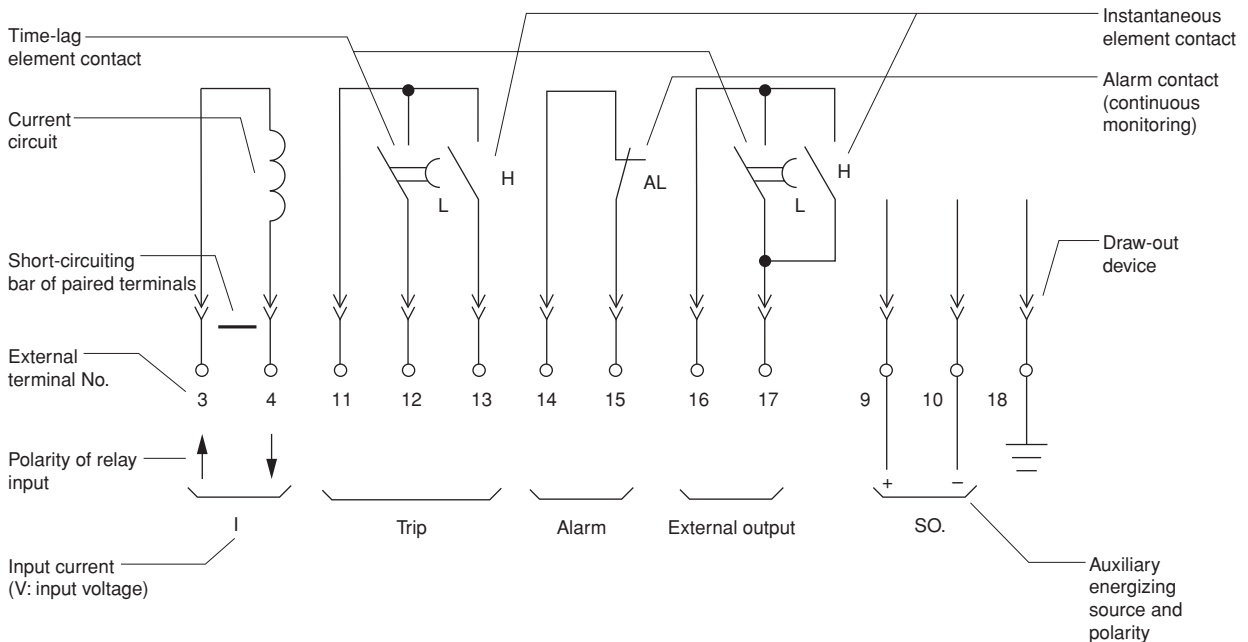 Time-lag
element contact
Instantaneous
element contact
Alarm contact
(continuous
monitoring)
Current
circuit
H
L
AL
H
L
Short-circuiting
bar of paired terminals
Draw-out
device
External
terminal No.
3 4 11 12 13 14 15 16 17 9 10 18
Polarity of relay
input
+ −
I Trip Alarm External output SO.
Input current
(V: input voltage)
Auxiliary
energizing
source and
polarity